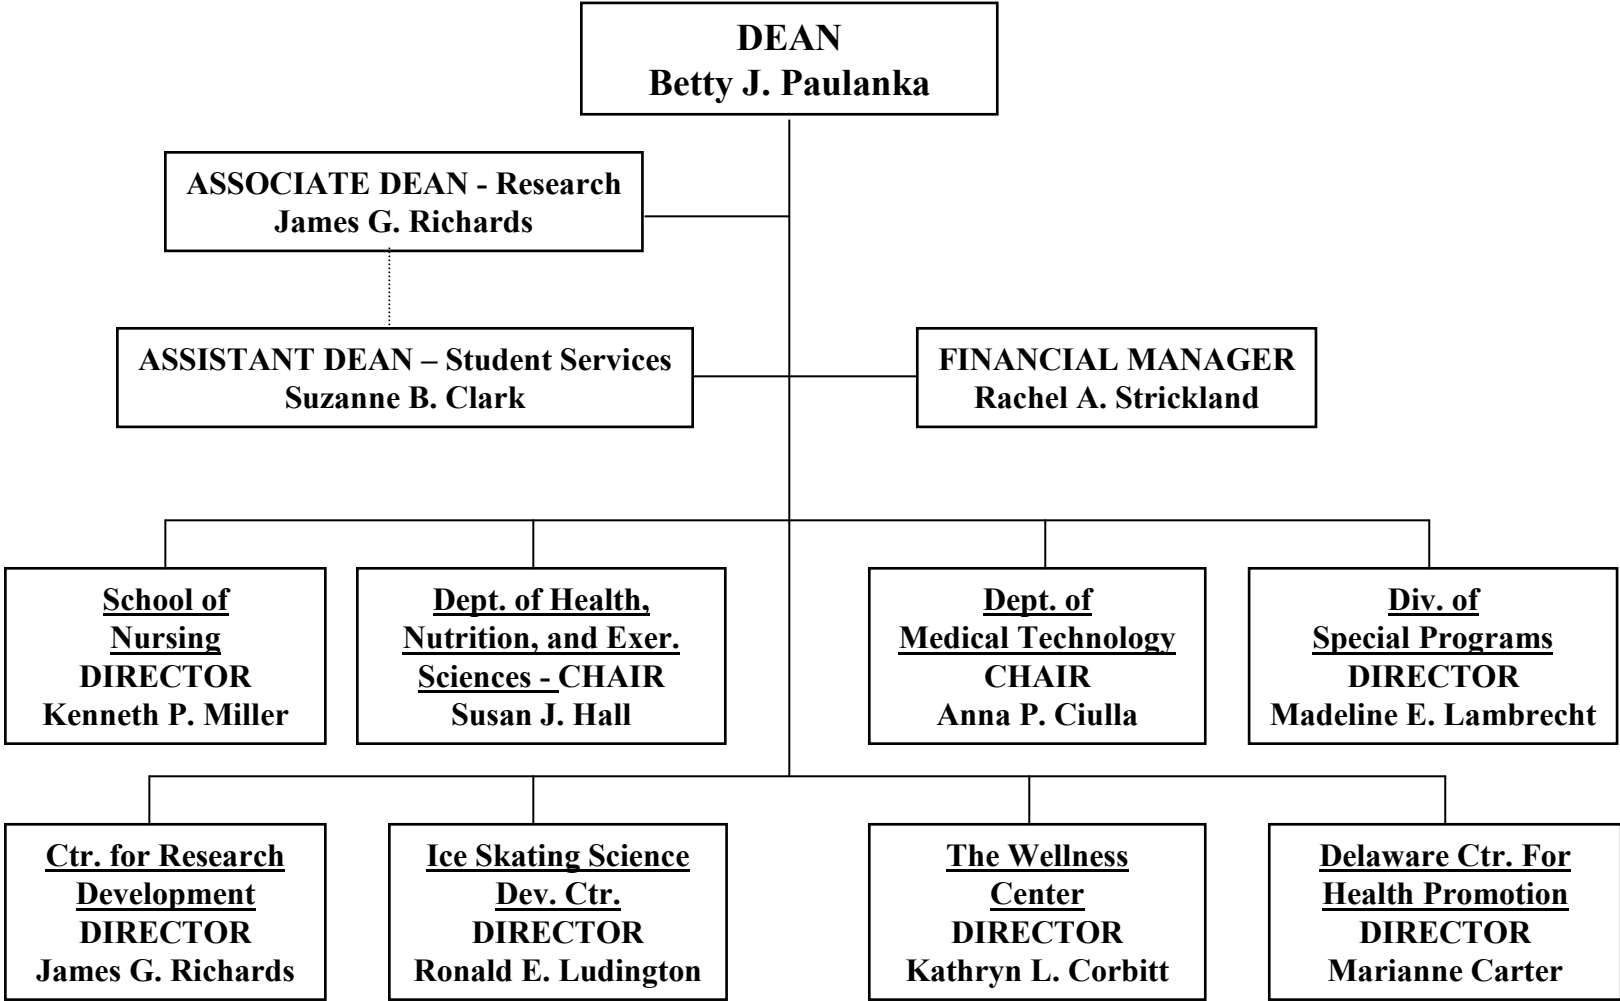 DEAN
Betty J. Paulanka
ASSOCIATE DEAN - Research
James G. Richards
ASSISTANT DEAN – Student Services
Suzanne B. Clark
FINANCIAL MANAGER
Rachel A. Strickland
School of
Nursing
DIRECTOR
Kenneth P. Miller
Dept. of Health,
Nutrition, and Exer.
Sciences - CHAIR
Susan J. Hall
Dept. of
Medical Technology
CHAIR
Anna P. Ciulla
Div. of
Special Programs
DIRECTOR
Madeline E. Lambrecht
Ctr. for Research
Development
DIRECTOR
James G. Richards
Ice Skating Science
Dev. Ctr.
DIRECTOR
Ronald E. Ludington
The Wellness
Center
DIRECTOR
Kathryn L. Corbitt
Delaware Ctr. For
Health Promotion
DIRECTOR
Marianne Carter